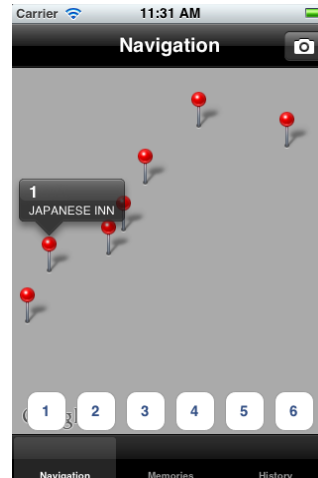 Carrier 11:31 AM
Navigation
1
JAPANESE INN
1 2 3 4 5 6
Navigation Memories History